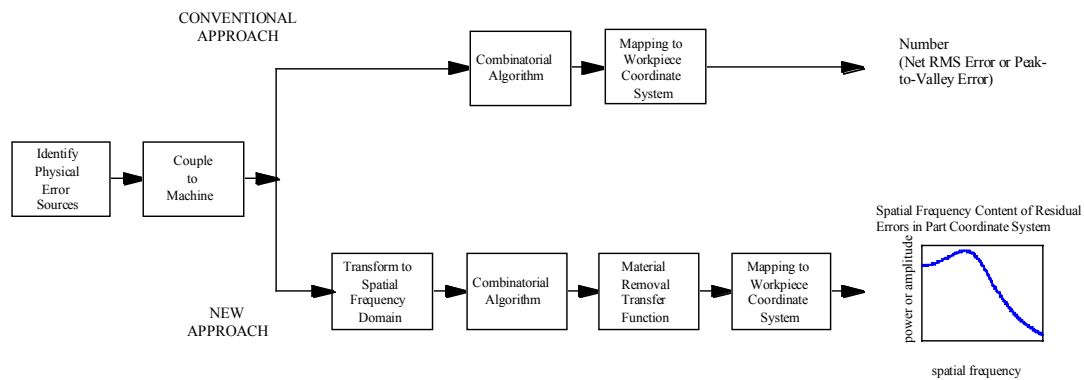 CONVENTIONAL
APPROACH
Combinatorial
Algorithm
Mapping to
Workpiece
Coordinate
System
Number
(Net RMS Error or Peak-
to-Valley Error)
Identify
Physical
Error
Sources
Couple
to
Machine
Spatial Frequency Content of Residual
Errors in Part Coordinate System
Transform to
Spatial
Frequency
Domain
Combinatorial
Algorithm
Material
Removal
Transfer
Function
Mapping to
Workpiece
Coordinate
System
power or amplitude
NEW
APPROACH
spatial frequency